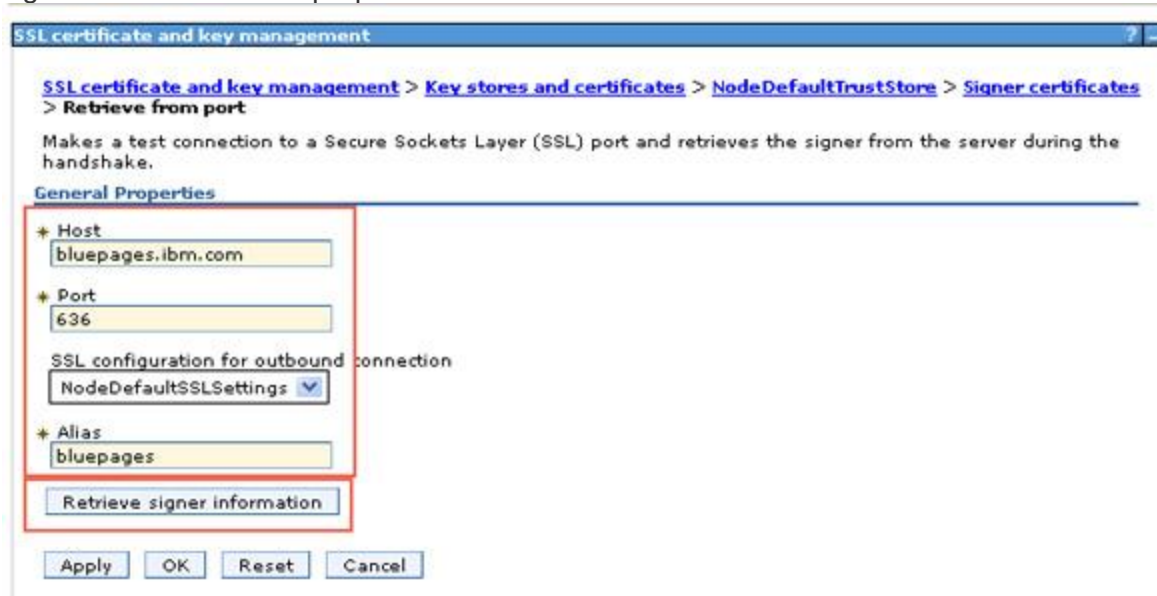 SSL certificate and key management ? -
SSL certificate and key management > Key stores and certificates > NodeDefaultTrustStore > Signer certificates
> Retrieve from port
Makes a test connection to a Secure Sockets Layer (SSL) port and retrieves the signer from the server during the
handshake.
General Properties
* Host
bluepages.ibm.com
* Port
636
SSL configuration for outbound connection
NodeDefaultSSLSettings
* Alias
bluepages
Retrieve signer information
Apply OK Reset Cancel